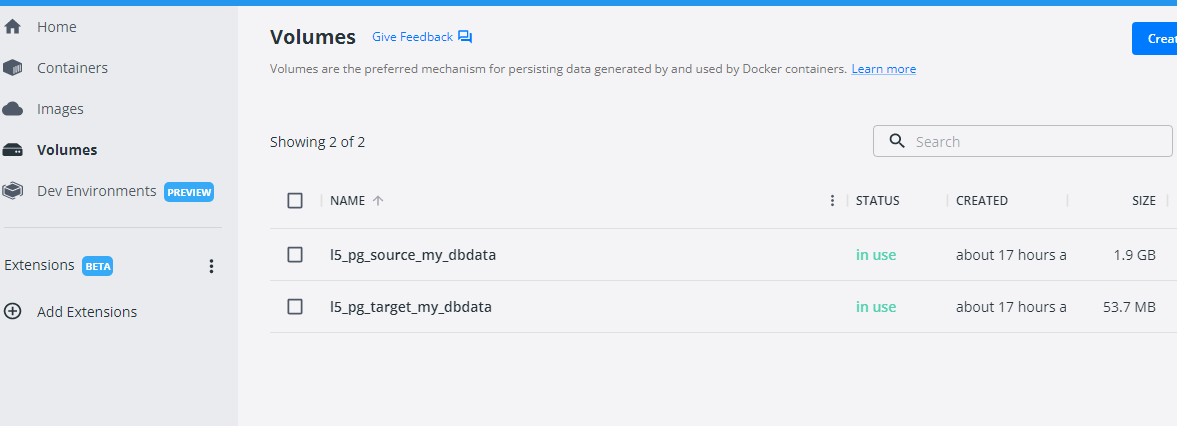 Home
Containers
Images
Volumes
Dev Environments PREVIEW
Extensions BETA
Add Extensions
Volumes Give Feedback
Creat
Volumes are the preferred mechanism for persisting data generated by and used by Docker containers. Learn more
Showing 2 of 2
Search
NAME STATUS CREATED SIZE
l5_pg_source_my_dbdata in use about 17 hours a 1.9 GB
l5_pg_target_my_dbdata in use about 17 hours a 53.7 MB